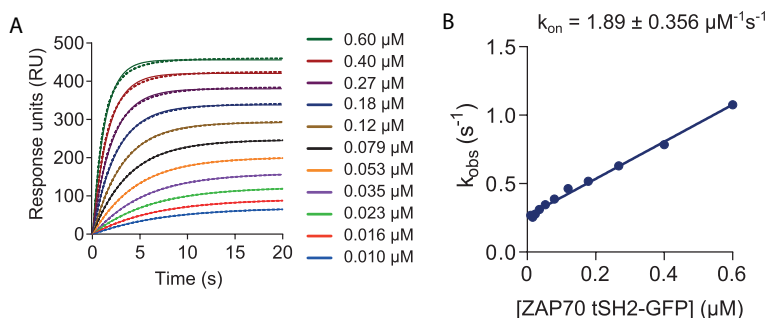 A
Response units (RU)
500
400
300
200
100
0
0
5
10
15
20
Time (s)
0.60 µM
0.40 µM
0.27 µM
0.18 µM
0.12 µM
0.079 µM
0.053 µM
0.035 µM
0.023 µM
0.016 µM
0.010 µM
B
kon = 1.89 ± 0.356 µM-1s-1
kobs (s-1)
1.5
1.0
0.5
0.0
0
0.2
0.4
0.6
[ZAP70 tSH2-GFP] (µM)